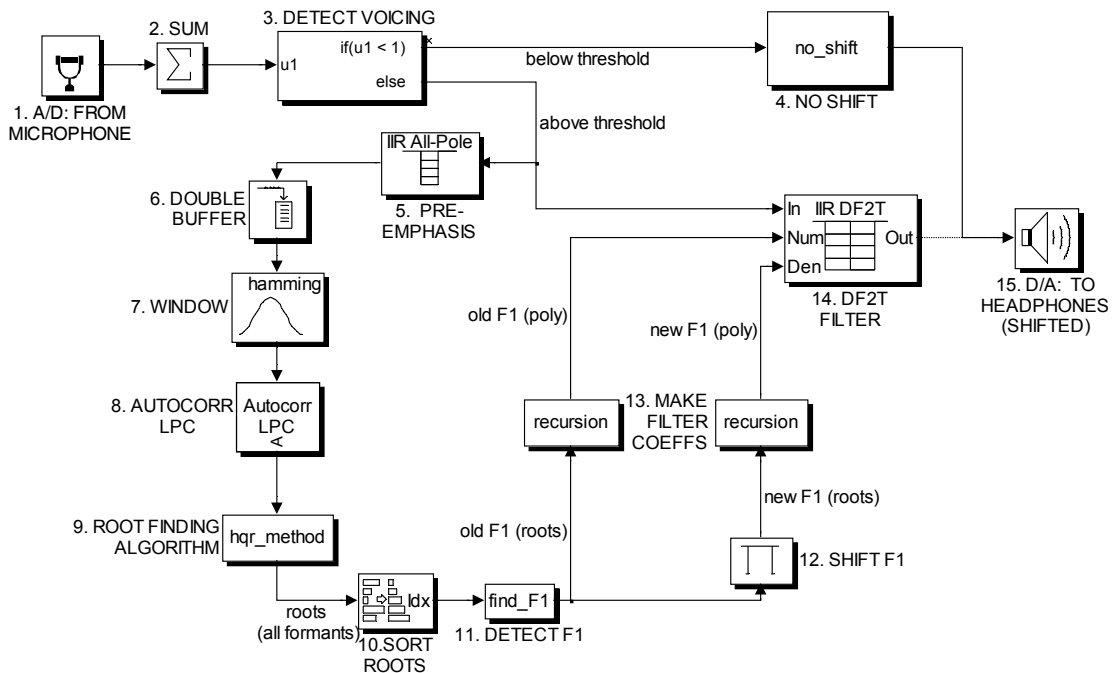 1. A/D: FROM
MICROPHONE
2. SUM
Σ
3. DETECT VOICING
u1
if(u1 < 1)
else
x
below threshold
above threshold
no_shift
4. NO SHIFT
IIR All-Pole
5. PRE-
EMPHASIS
6. DOUBLE
BUFFER
hamming
7. WINDOW
8. AUTOCORR
LPC
Autocorr
LPC
A
9. ROOT FINDING
ALGORITHM
hqr_method
roots
(all formants)
Idx
10.SORT
ROOTS
find_F1
11. DETECT F1
old F1 (roots)
recursion
old F1 (poly)
12. SHIFT F1
new F1 (roots)
13. MAKE
FILTER
COEFFS
recursion
new F1 (poly)
In
Num
Den
IIR DF2T
Out
14. DF2T
FILTER
15. D/A: TO
HEADPHONES
(SHIFTED)